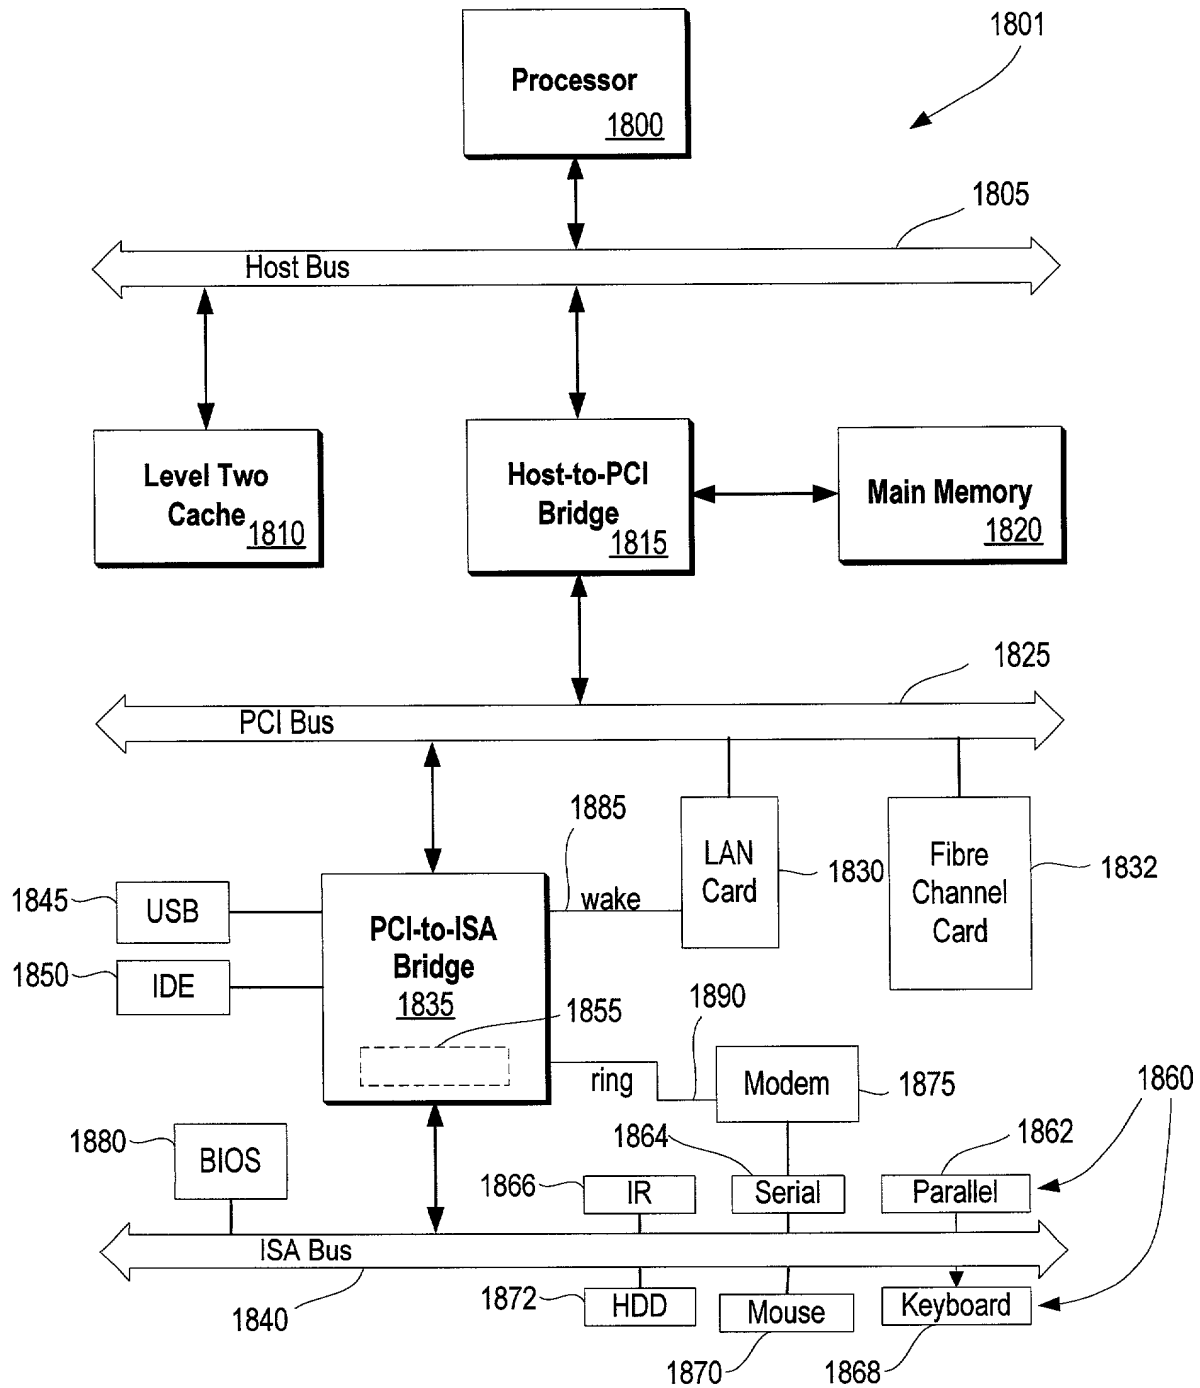 1801
Processor
1800
1805
Host Bus
Level Two
Cache
1810
Host-to-PCI
Bridge
1815
Main Memory
1820
1825
PCI Bus
1885
wake
LAN
Card
1830
Fibre
Channel
Card
1832
1845
USB
1850
IDE
PCI-to-ISA
Bridge
1835
1855
1890
ring
Modem
1875
1860
1880
BIOS
1866
IR
1864
Serial
1862
Parallel
ISA Bus
1840
1872
HDD
Mouse
1870
Keyboard
1868